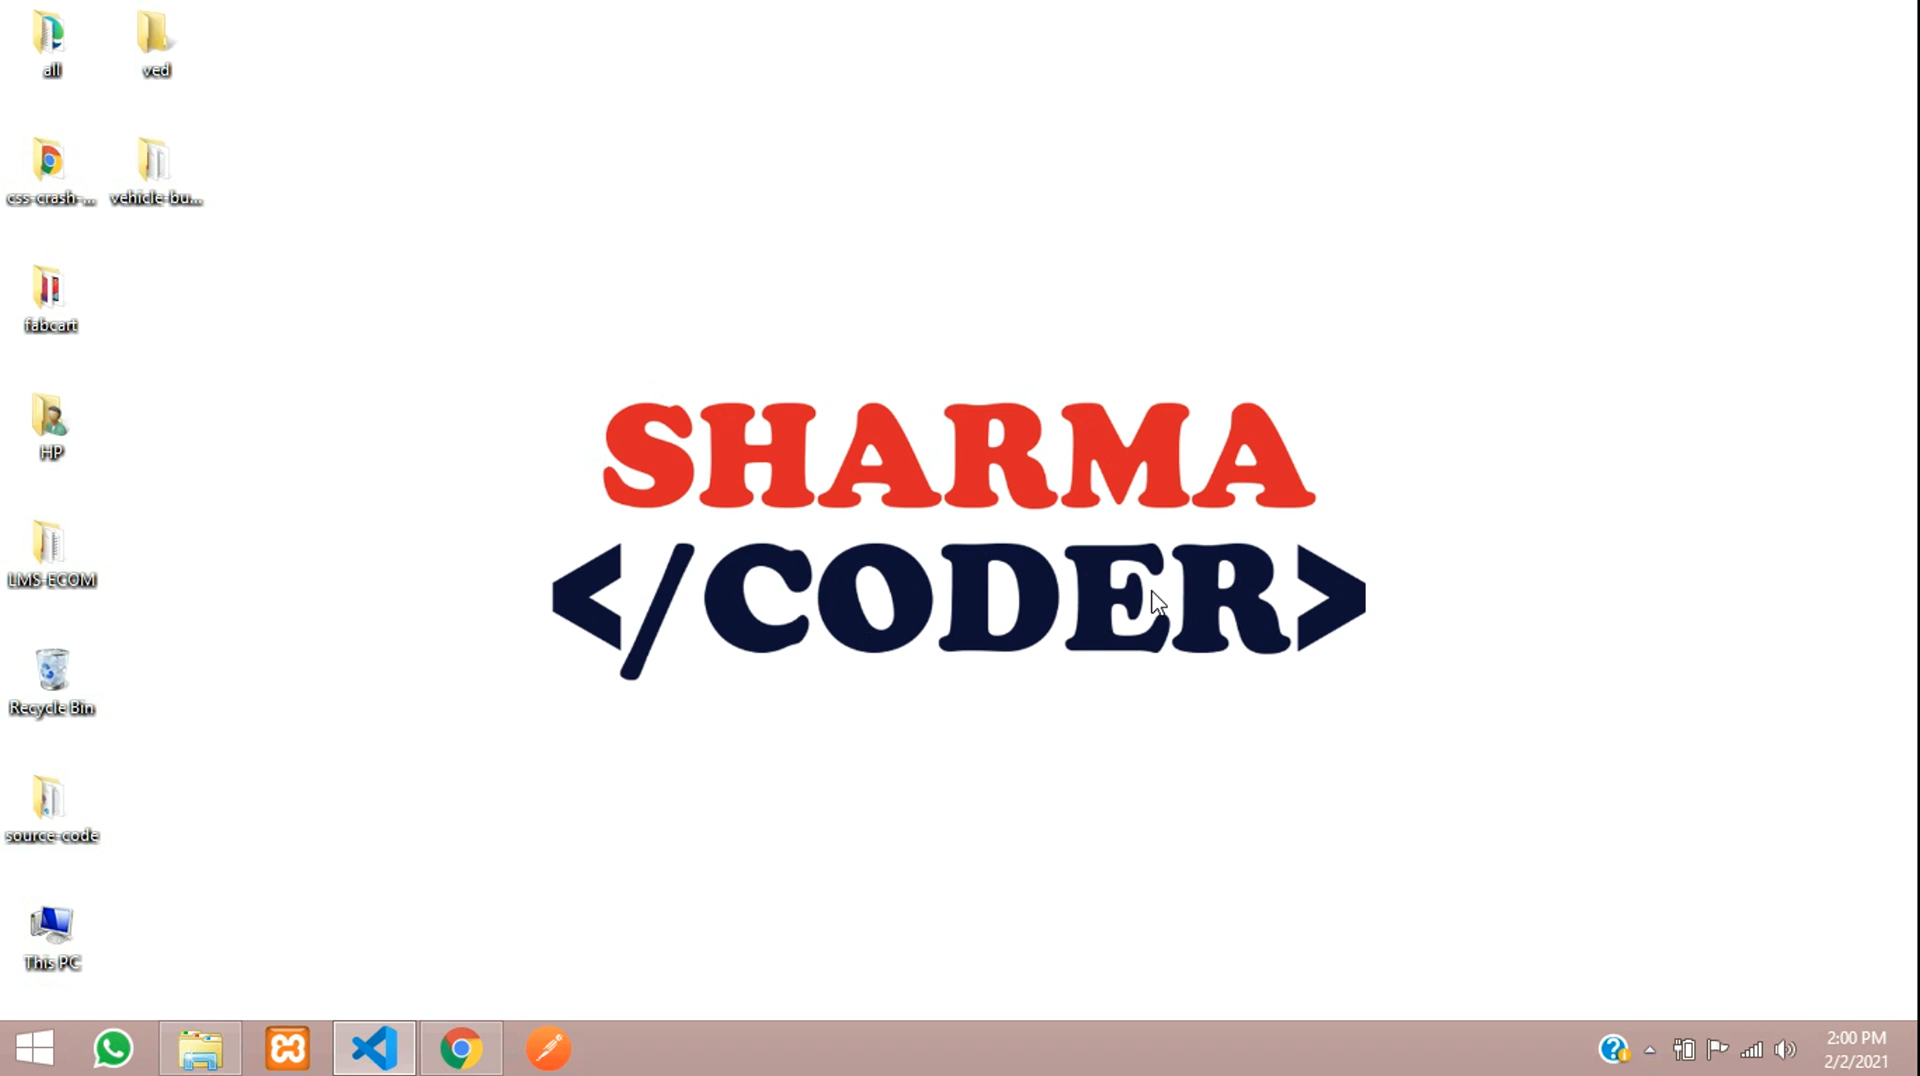 all
ved
css-crash-...
vehicle-bu...
fabcart
HP
LMS-ECOM
Recycle Bin
source-code
This PC
SHARMA
</CODER>
2:00 PM
2/2/2021